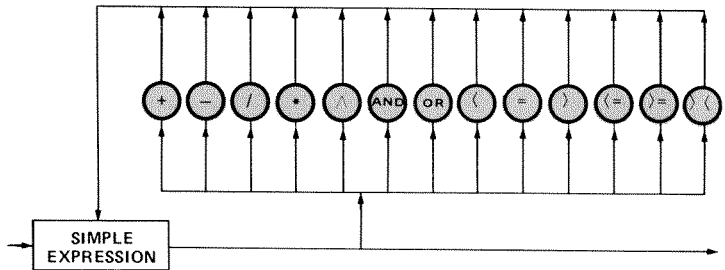 + − / • ∧ AND OR ⟨ = ⟩ ⟨= ⟩= ⟩⟨
SIMPLE
EXPRESSION